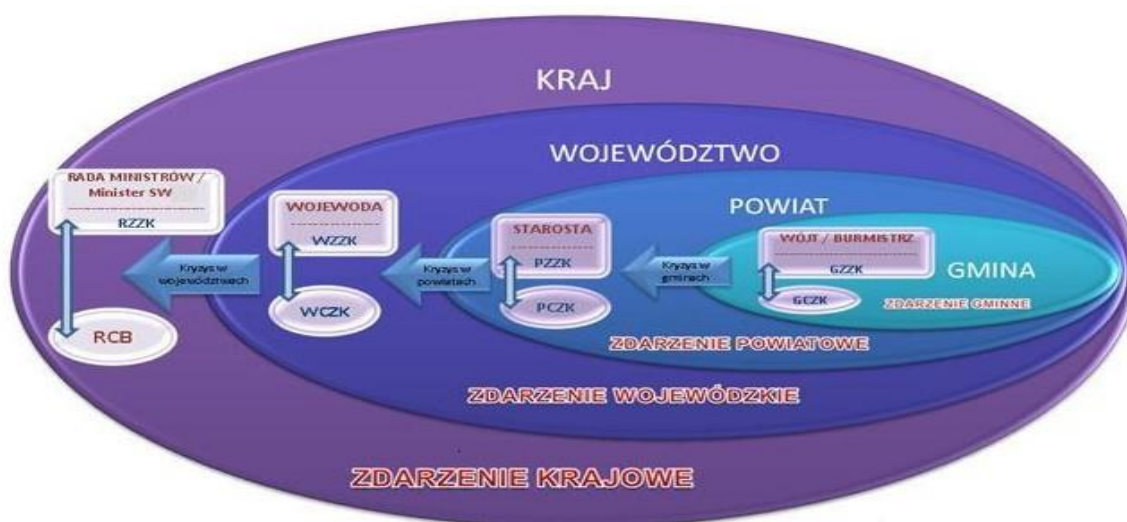 KRAJ
WOJEWÓDZTWO
POWIAT
GMINA
RADA MINISTRÓW /
Minister SW
RZZK
RCB
Kryzys w
województwach
WOJEWODA
WZZK
WCZK
Kryzys w
powiatach
STAROSTA
PZZK
PCZK
Kryzys w
gminach
WÓJT / BURMISTRZ
GZZK
GCZK
ZDARZENIE GMINNE
ZDARZENIE POWIATOWE
ZDARZENIE WOJEWÓDZKIE
ZDARZENIE KRAJOWE